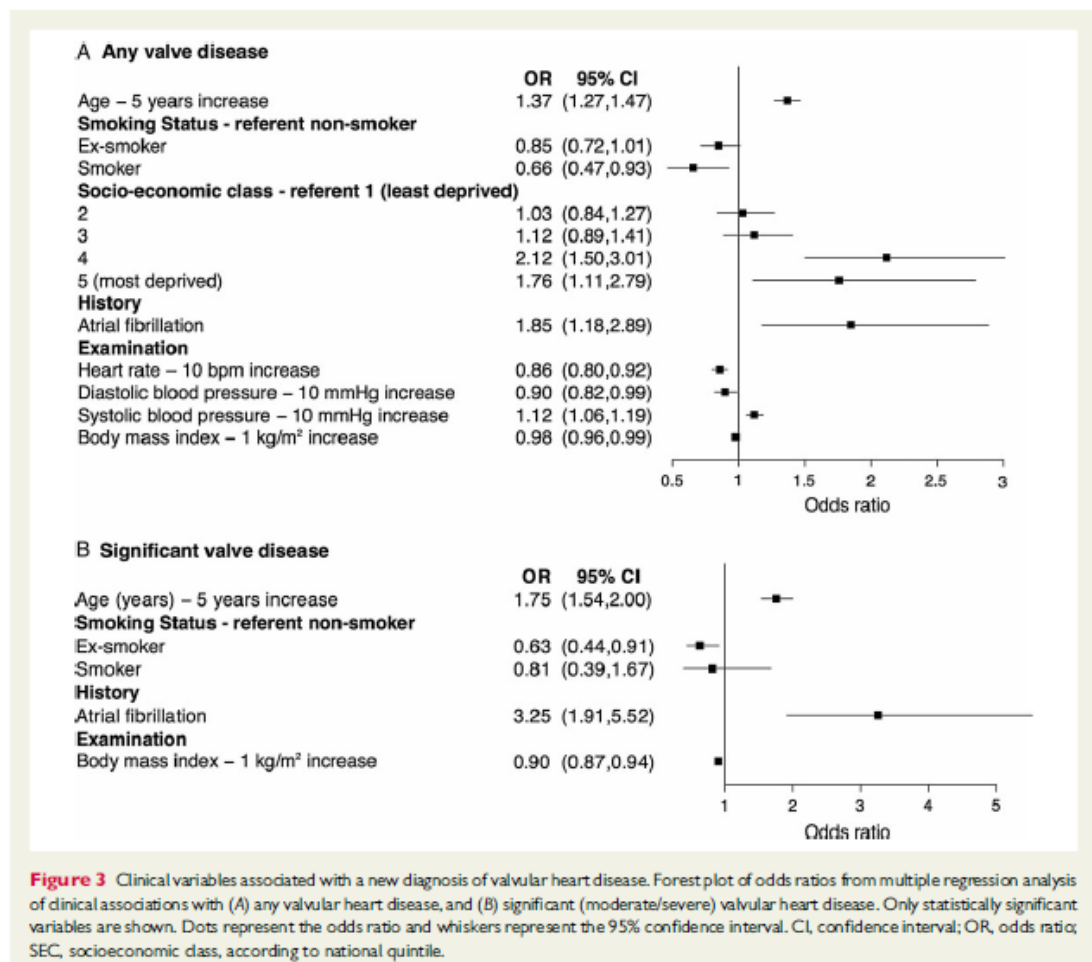 A Any valve disease
OR 95% CI
Age – 5 years increase 1.37 (1.27,1.47)
Smoking Status - referent non-smoker
Ex-smoker 0.85 (0.72,1.01)
Smoker 0.66 (0.47,0.93)
Socio-economic class - referent 1 (least deprived)
2 1.03 (0.84,1.27)
3 1.12 (0.89,1.41)
4 2.12 (1.50,3.01)
5 (most deprived) 1.76 (1.11,2.79)
History
Atrial fibrillation 1.85 (1.18,2.89)
Examination
Heart rate – 10 bpm increase 0.86 (0.80,0.92)
Diastolic blood pressure – 10 mmHg increase 0.90 (0.82,0.99)
Systolic blood pressure – 10 mmHg increase 1.12 (1.06,1.19)
Body mass index – 1 kg/m² increase 0.98 (0.96,0.99)
0.5 1 1.5 2 2.5 3
Odds ratio
B Significant valve disease
OR 95% CI
Age (years) – 5 years increase 1.75 (1.54,2.00)
Smoking Status - referent non-smoker
Ex-smoker 0.63 (0.44,0.91)
Smoker 0.81 (0.39,1.67)
History
Atrial fibrillation 3.25 (1.91,5.52)
Examination
Body mass index – 1 kg/m² increase 0.90 (0.87,0.94)
1 2 3 4 5
Odds ratio
Figure 3 Clinical variables associated with a new diagnosis of valvular heart disease. Forest plot of odds ratios from multiple regression analysis
of clinical associations with (A) any valvular heart disease, and (B) significant (moderate/severe) valvular heart disease. Only statistically significant
variables are shown. Dots represent the odds ratio and whiskers represent the 95% confidence interval. CI, confidence interval; OR, odds ratio;
SEC, socioeconomic class, according to national quintile.